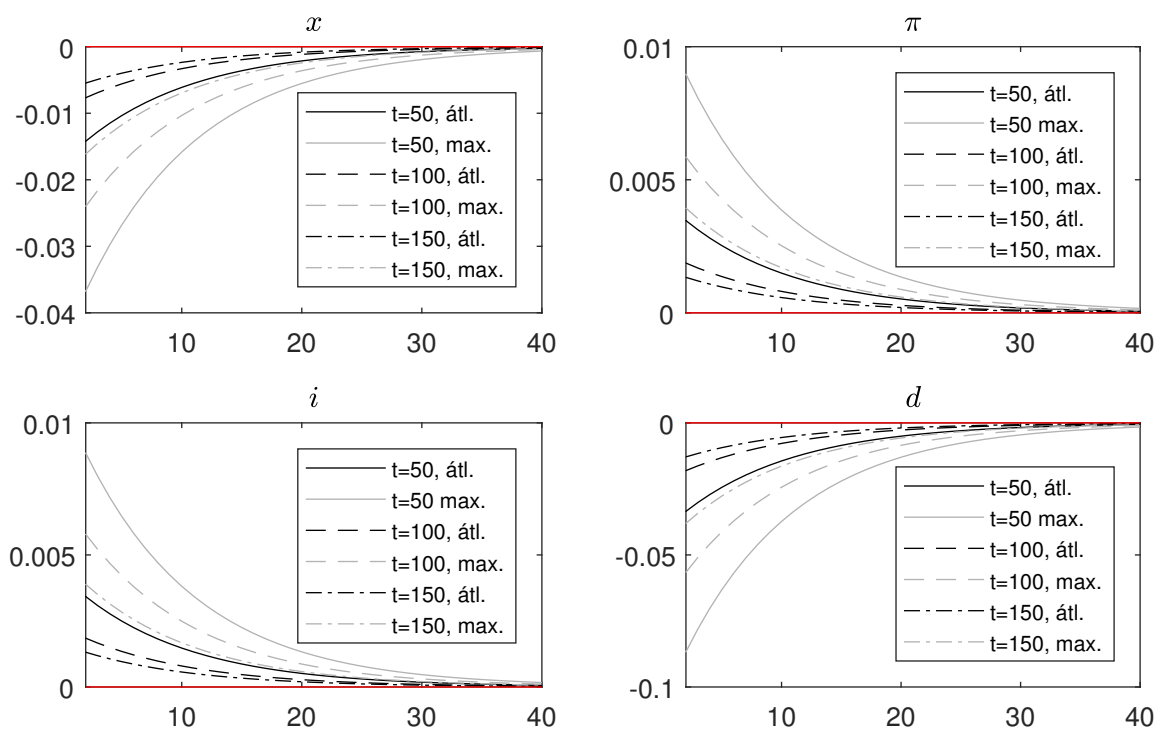 x
0
-0.01
-0.02
-0.03
-0.04
10
20
30
40
t=50, átl.
t=50, max.
t=100, átl.
t=100, max.
t=150, átl.
t=150, max.
π
0.01
0.005
0
10
20
30
40
t=50, átl.
t=50 max.
t=100, átl.
t=100, max.
t=150, átl.
t=150, max.
i
0.01
0.005
0
10
20
30
40
t=50, átl.
t=50 max.
t=100, átl.
t=100, max.
t=150, átl.
t=150, max.
d
0
-0.05
-0.1
10
20
30
40
t=50, átl.
t=50 max.
t=100, átl.
t=100, max.
t=150, átl.
t=150, max.